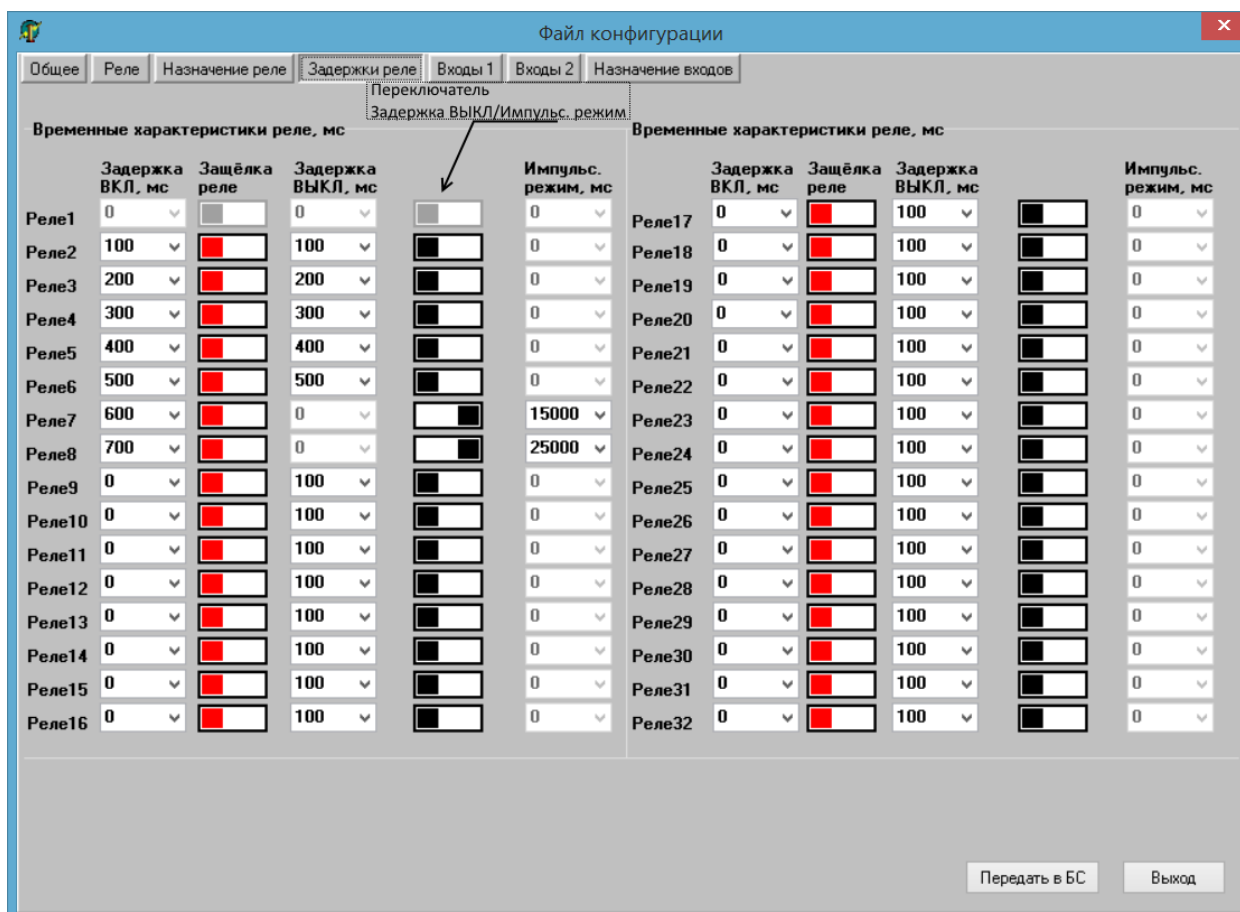 Файл конфигурации
Общее Реле Назначение реле Задержки реле Входы 1 Входы 2 Назначение входов
Переключатель
Задержка ВЫКЛ/Импульс. режим
Временные характеристики реле, мс Временные характеристики реле, мс
Задержка Защёлка Задержка Импульс. Задержка Защёлка Задержка Импульс.
ВКЛ, мс реле ВЫКЛ, мс режим, мс ВКЛ, мс реле ВЫКЛ, мс режим, мс
Реле1 0 0 0 Реле17 0 100 0
Реле2 100 100 0 Реле18 0 100 0
Реле3 200 200 0 Реле19 0 100 0
Реле4 300 300 0 Реле20 0 100 0
Реле5 400 400 0 Реле21 0 100 0
Реле6 500 500 0 Реле22 0 100 0
Реле7 600 0 15000 Реле23 0 100 0
Реле8 700 0 25000 Реле24 0 100 0
Реле9 0 100 0 Реле25 0 100 0
Реле10 0 100 0 Реле26 0 100 0
Реле11 0 100 0 Реле27 0 100 0
Реле12 0 100 0 Реле28 0 100 0
Реле13 0 100 0 Реле29 0 100 0
Реле14 0 100 0 Реле30 0 100 0
Реле15 0 100 0 Реле31 0 100 0
Реле16 0 100 0 Реле32 0 100 0
Передать в БС Выход